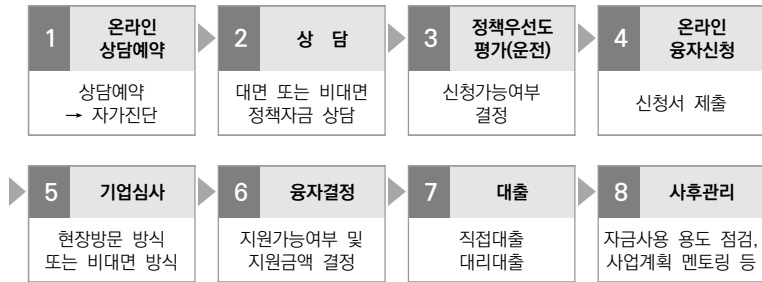 1
온라인
상담예약
상담예약
→ 자가진단
2
상 담
대면 또는 비대면
정책자금 상담
3
정책우선도
평가(운전)
신청가능여부
결정
4
온라인
융자신청
신청서 제출
5
기업심사
현장방문 방식
또는 비대면 방식
6
융자결정
지원가능여부 및
지원금액 결정
7
대출
직접대출
대리대출
8
사후관리
자금사용 용도 점검,
사업계획 멘토링 등